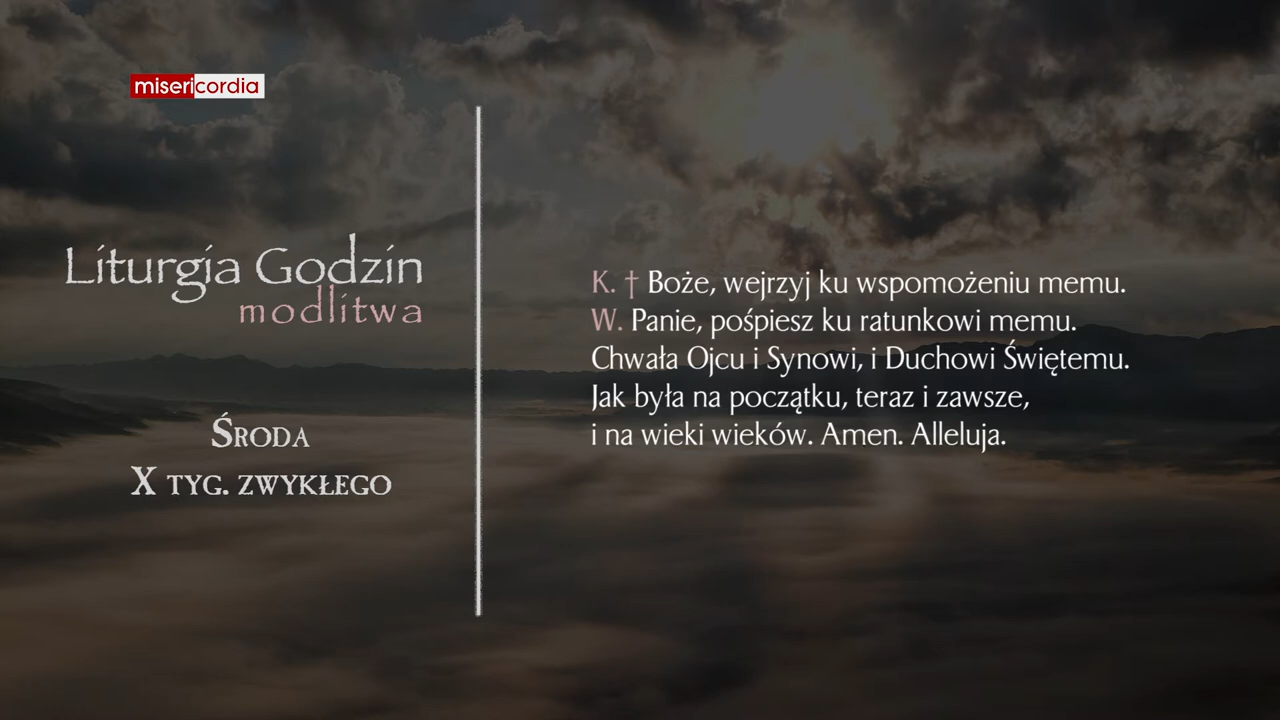 misericordia
Liturgia Godzin
modlitwa
Środa
X tyg. zwykłego
K. † Boże, wejrzyj ku wspomożeniu memu.
W. Panie, pośpiesz ku ratunkowi memu.
Chwała Ojcu i Synowi, i Duchowi Świętemu.
Jak była na początku, teraz i zawsze,
i na wieki wieków. Amen. Alleluja.